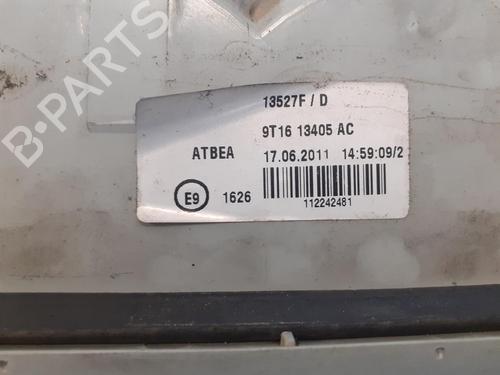 B-PARTS
13527F / D
9T16 13405 AC
ATBEA 17.06.2011 14:59:09/2
E9 1626
112242481